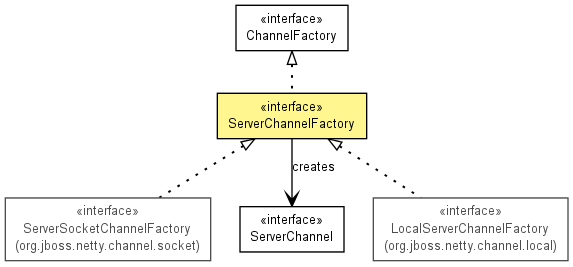 «interface»
ChannelFactory
«interface»
ServerChannelFactory
creates
«interface»
ServerSocketChannelFactory
(org.jboss.netty.channel.socket)
«interface»
ServerChannel
«interface»
LocalServerChannelFactory
(org.jboss.netty.channel.local)